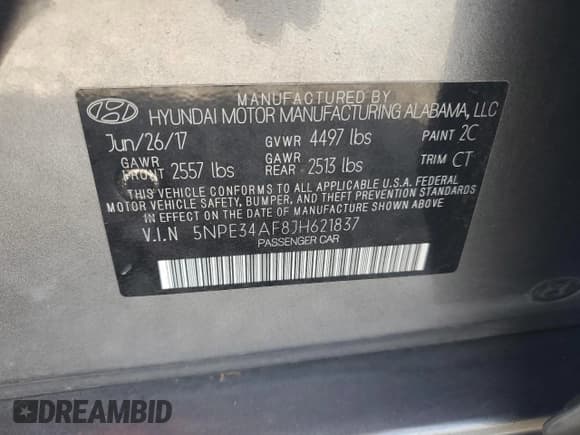 MANUFACTURED BY
HYUNDAI MOTOR MANUFACTURING ALABAMA, LLC
Jun/26/17 GVWR 4497 lbs PAINT 2C
GAWR FRONT 2557 lbs GAWR REAR 2513 lbs TRIM CT
THIS VEHICLE CONFORMS TO ALL APPLICABLE U.S.A. FEDERAL
MOTOR VEHICLE SAFETY, BUMPER, AND THEFT PREVENTION STANDARDS
IN EFFECT ON THE DATE OF MANUFACTURE SHOWN ABOVE.
V.I.N 5NPE34AF8JH621837
PASSENGER CAR
DREAMBID